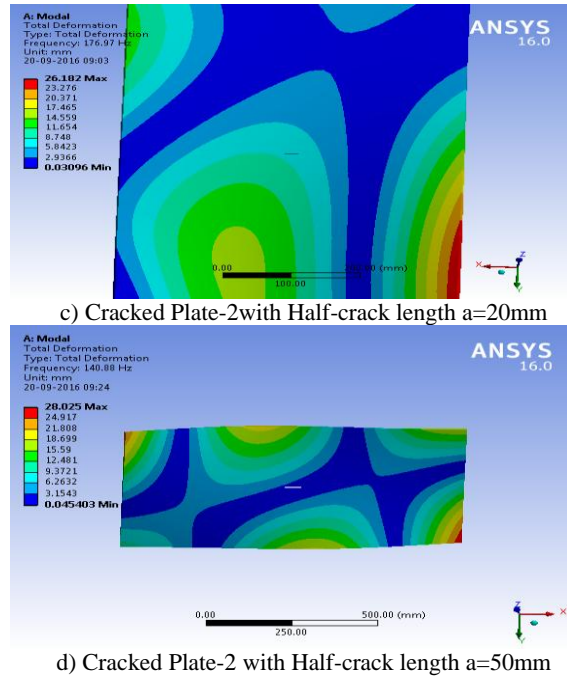 A: Modal
Total Deformation
Type: Total Deformation
Frequency: 176.97 Hz
Unit: mm
20-09-2016 09:03
26.182 Max
23.276
20.371
17.465
14.559
11.654
8.748
5.8423
2.9366
0.03096 Min
ANSYS
16.0
0.00
(mm)
100.00
X
Z
Y
c) Cracked Plate-2with Half-crack length a=20mm
A: Modal
Total Deformation
Type: Total Deformation
Frequency: 140.88 Hz
Unit: mm
20-09-2016 09:24
28.025 Max
24.917
21.808
18.699
15.59
12.481
9.3721
6.2632
3.1543
0.045403 Min
ANSYS
16.0
0.00
500.00 (mm)
250.00
Z
X
Y
d) Cracked Plate-2 with Half-crack length a=50mm